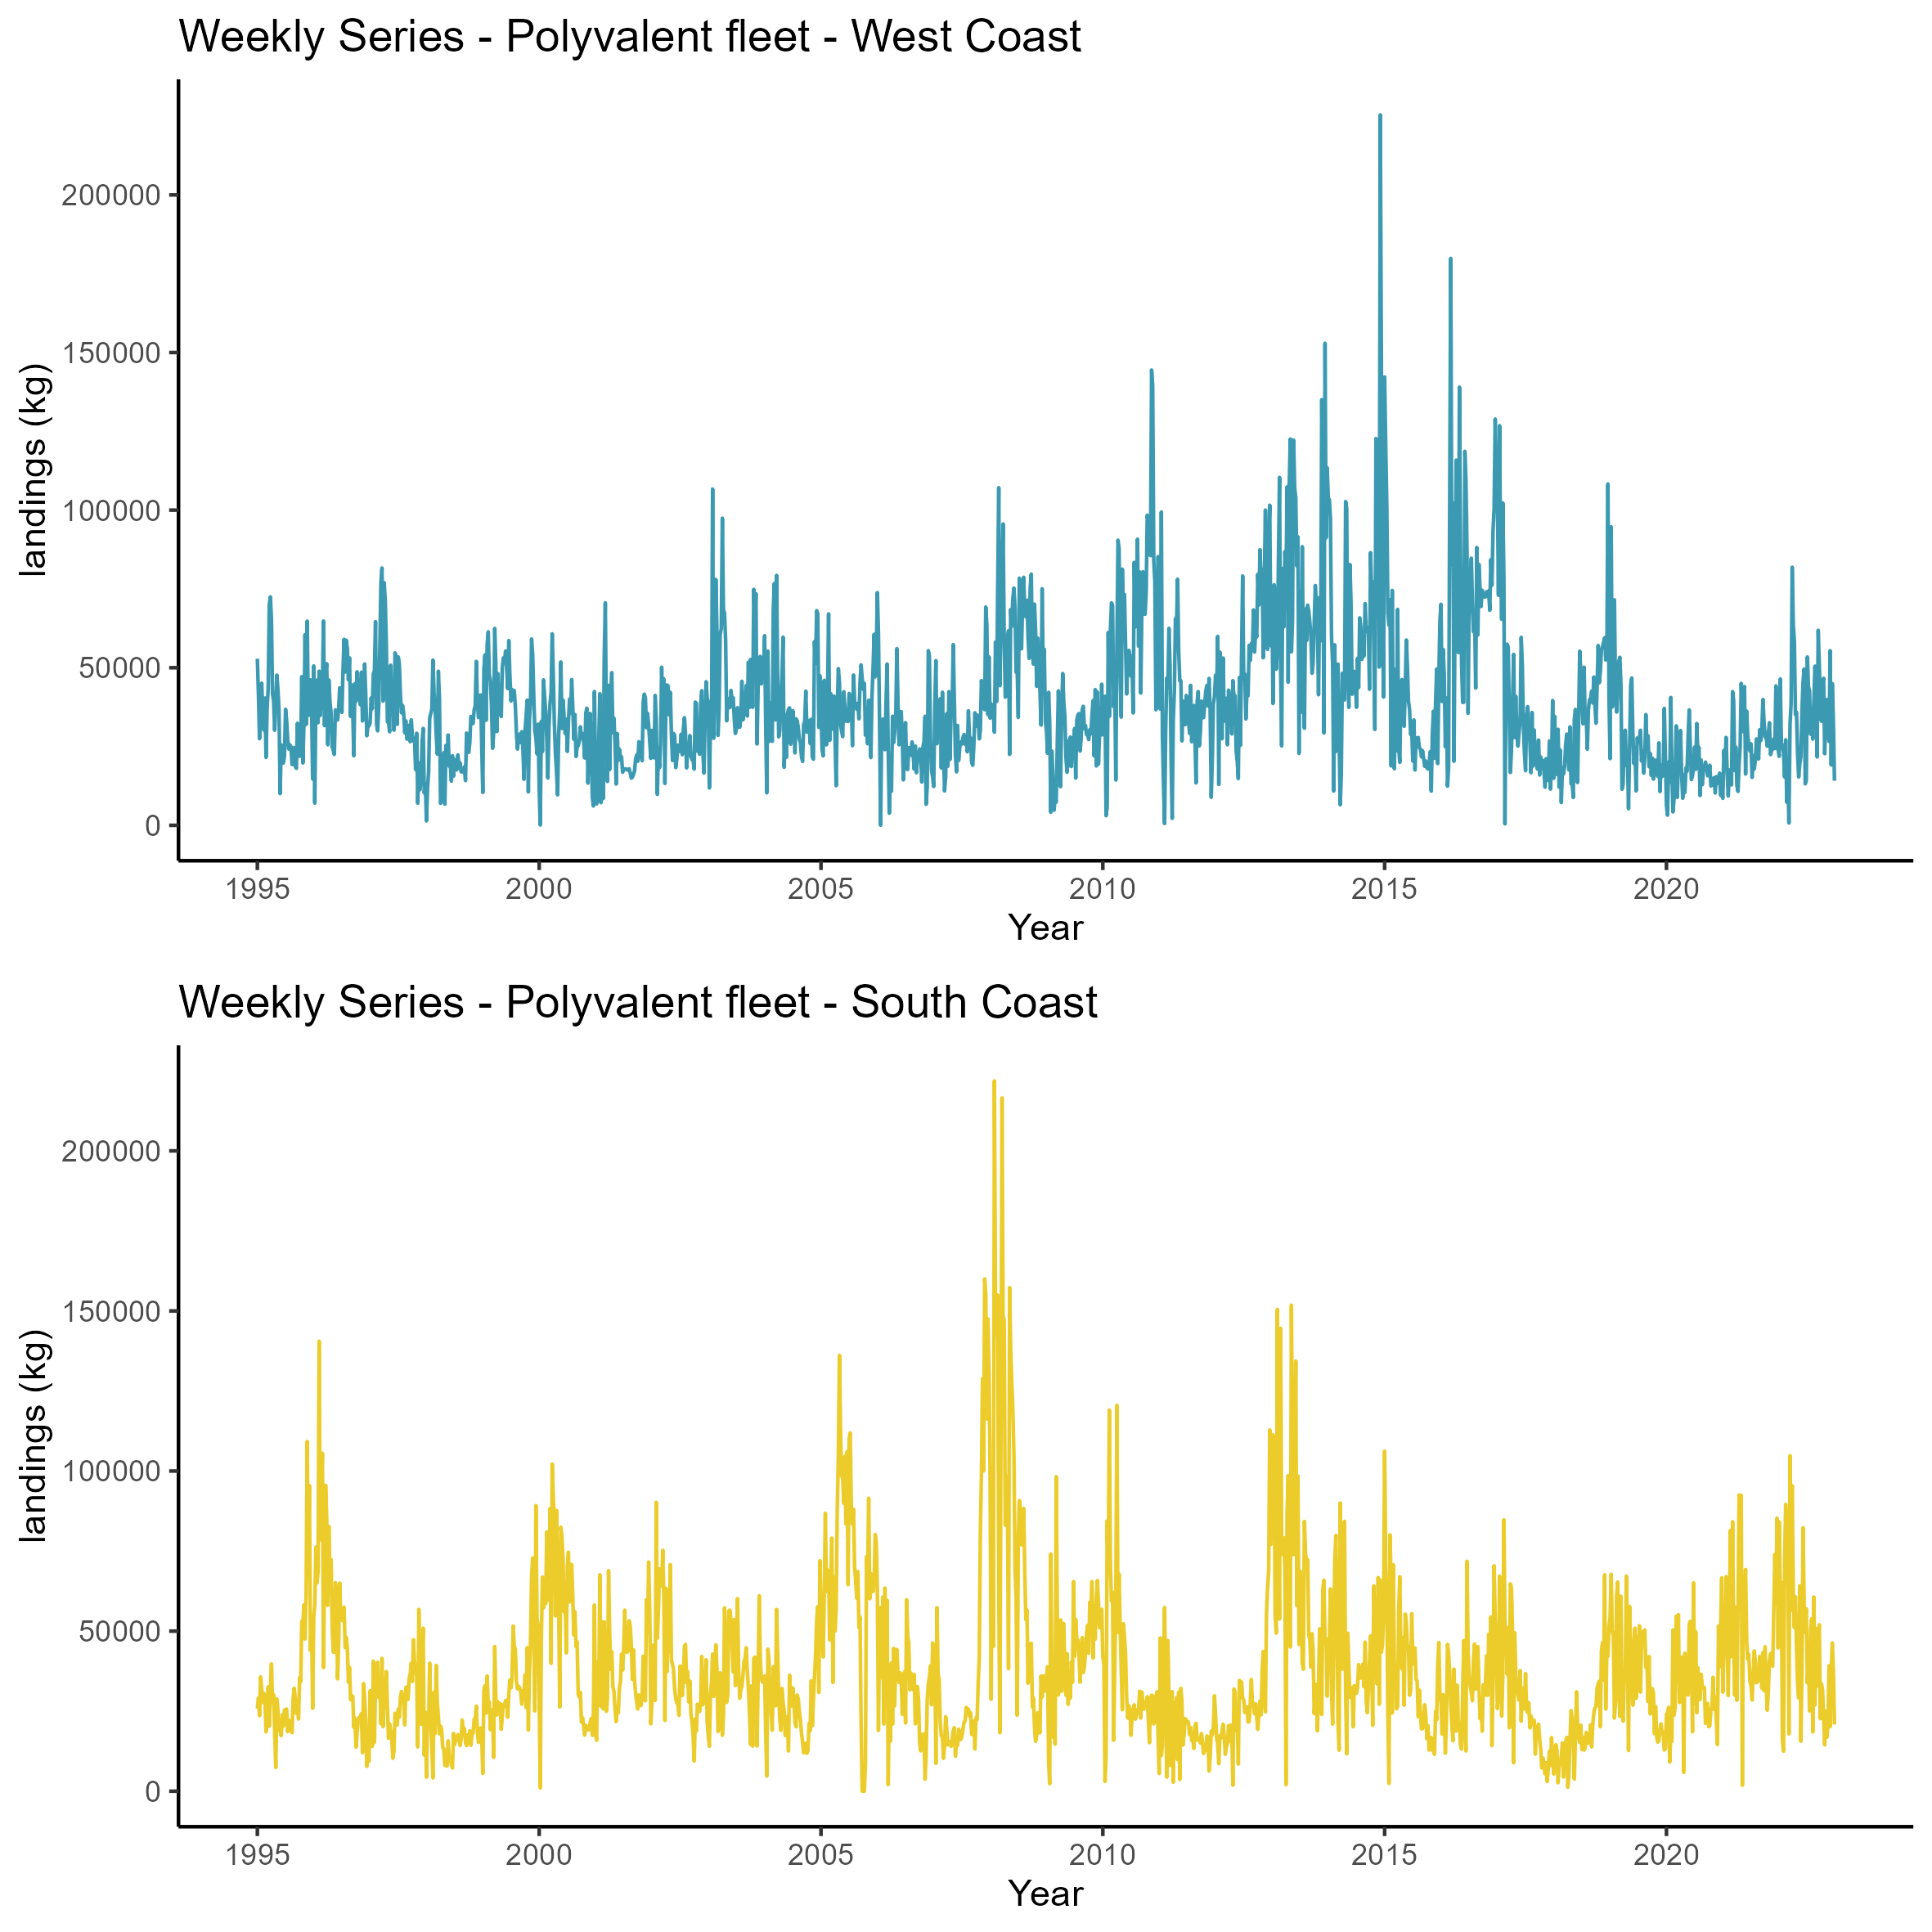 Weekly Series - Polyvalent fleet - West Coast
landings (kg)
200000
150000
100000
50000
0
1995 2000 2005 2010 2015 2020
Year
Weekly Series - Polyvalent fleet - South Coast
landings (kg)
200000
150000
100000
50000
0
1995 2000 2005 2010 2015 2020
Year